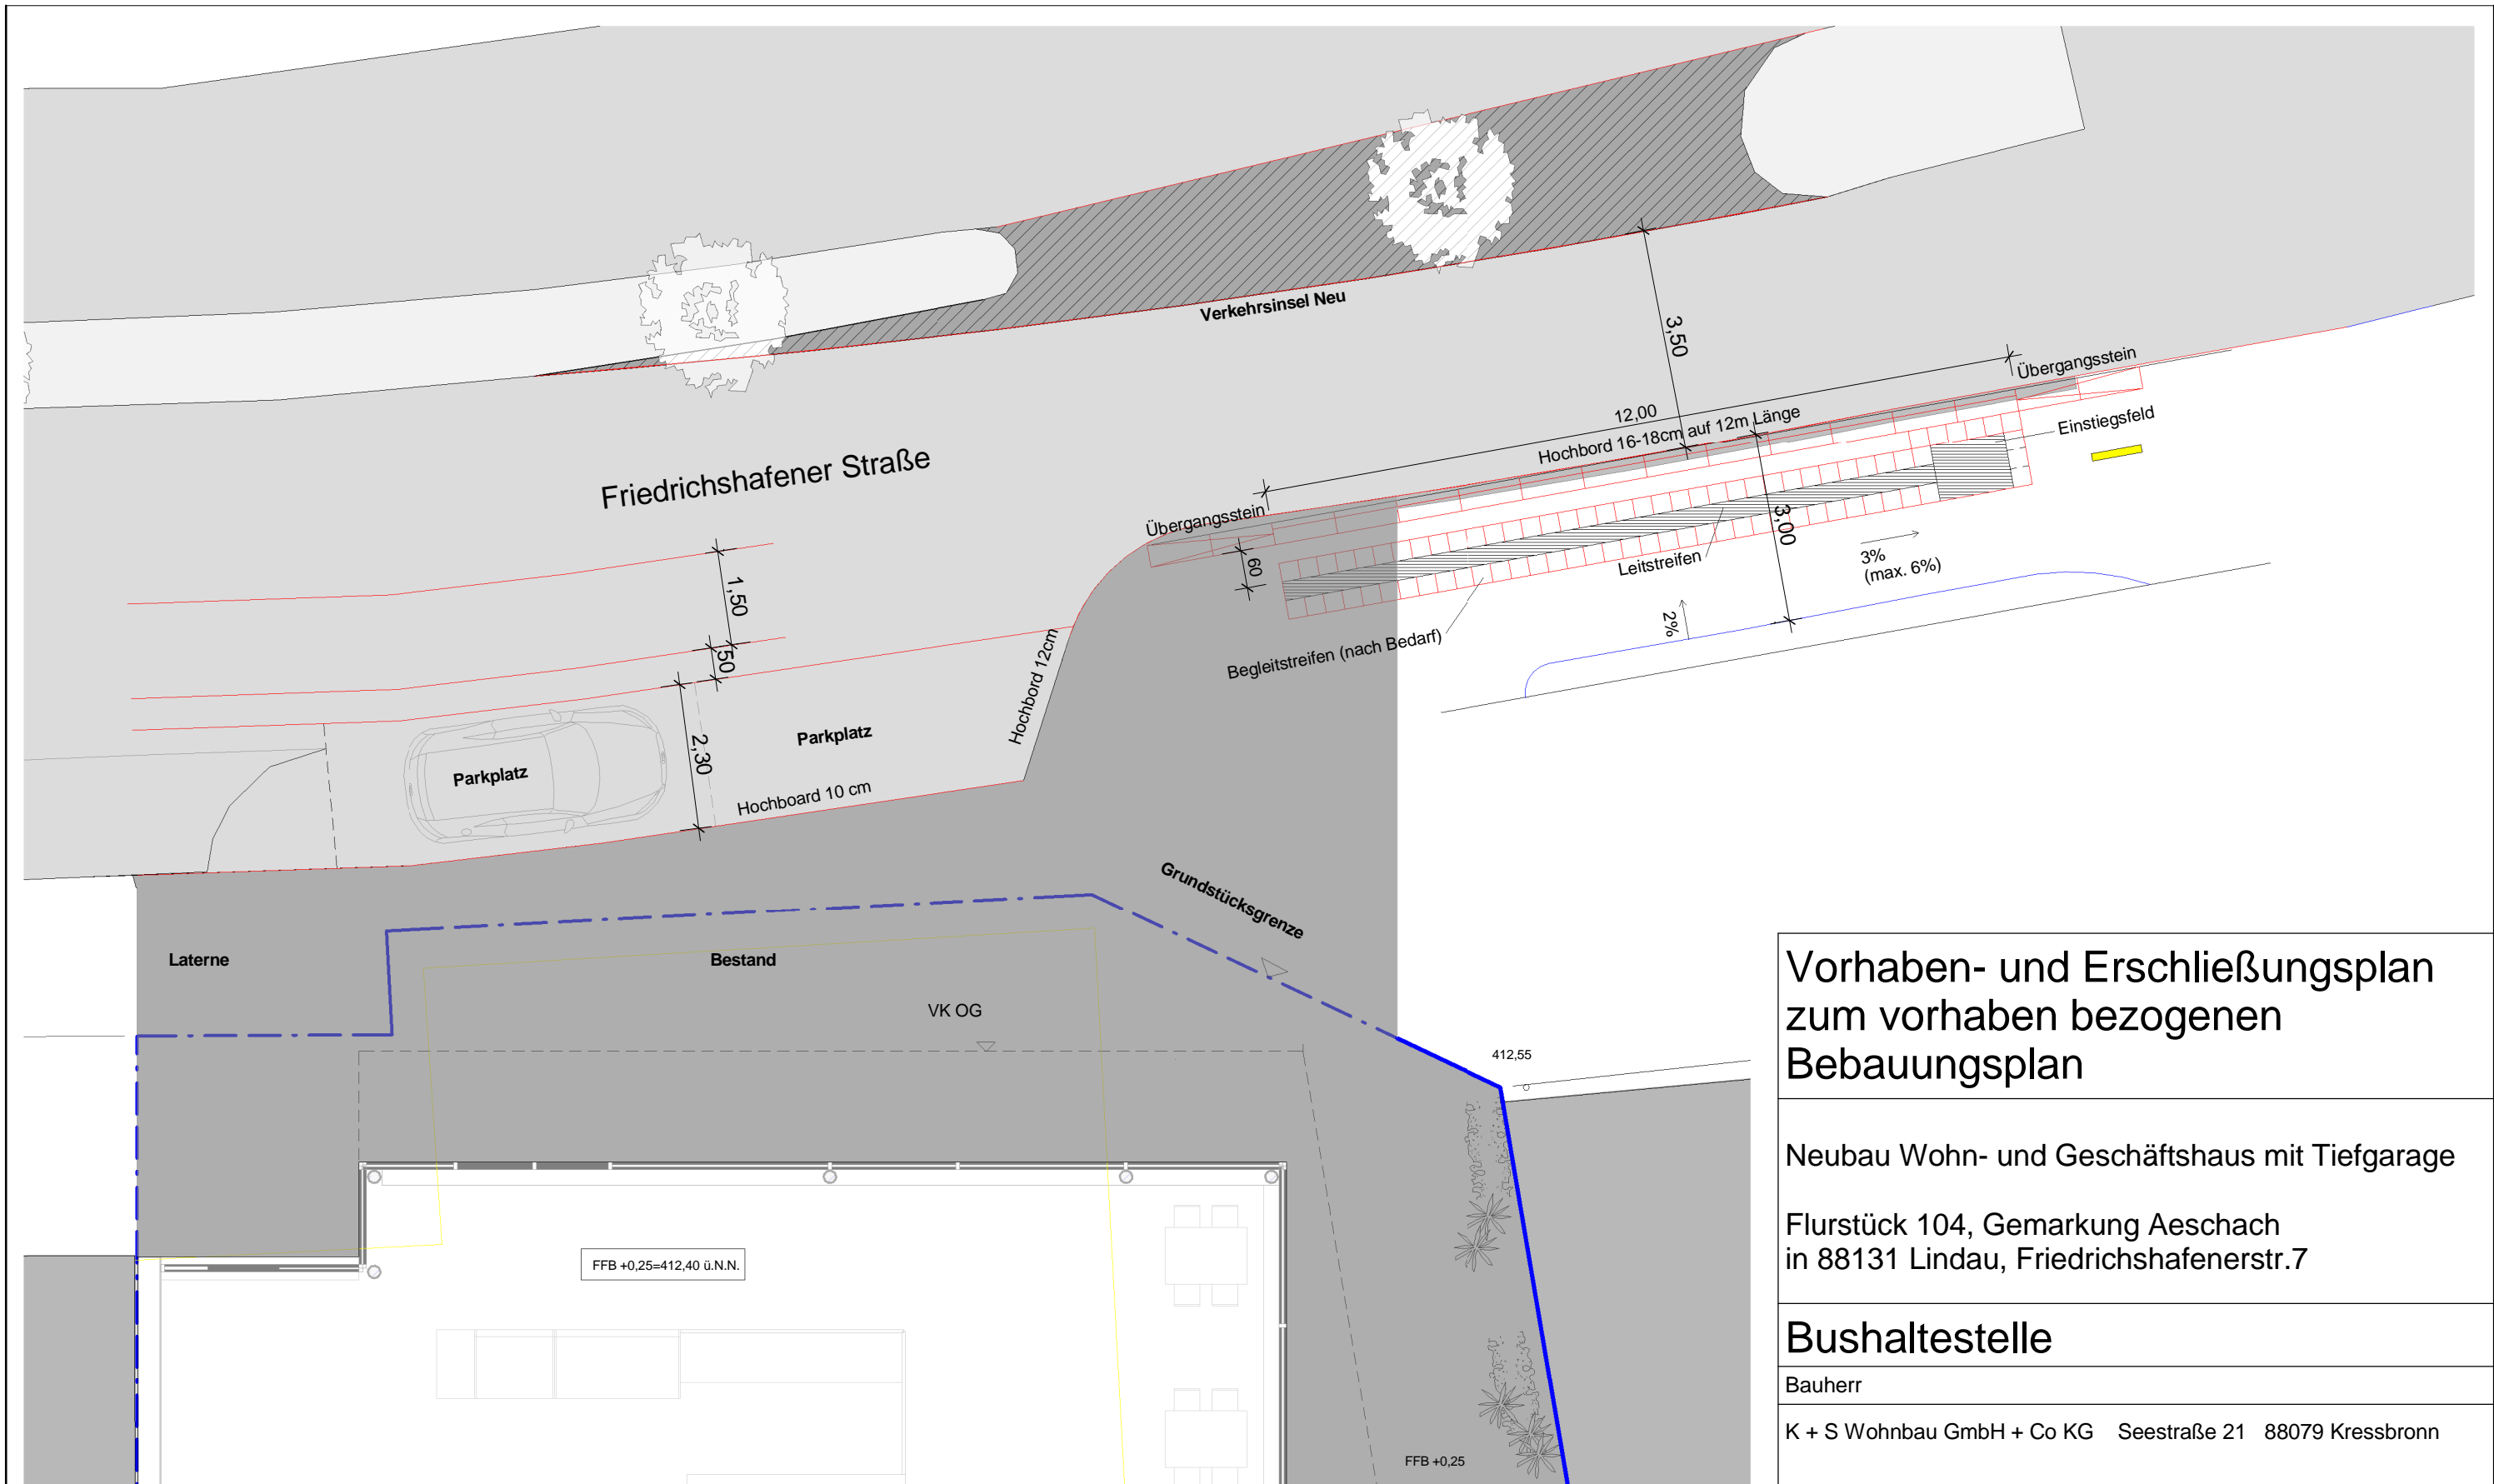 Verkehrsinsel Neu
3,50
Übergangsstein
12,00
Hochbord 16-18cm auf 12m Länge
Einstiegsfeld
Friedrichshafener Straße
Übergangsstein
60
3,00
Leitstreifen
3%
(max. 6%)
2%
Begleitstreifen (nach Bedarf)
1,50
50
2,30
Hochbord 12cm
Parkplatz
Parkplatz
Hochboard 10 cm
Grundstücksgrenze
Laterne
Bestand
VK OG
412,55
FFB +0,25=412,40 ü.N.N.
FFB +0,25
Vorhaben- und Erschließungsplan
zum vorhaben bezogenen
Bebauungsplan
Neubau Wohn- und Geschäftshaus mit Tiefgarage
Flurstück 104, Gemarkung Aeschach
in 88131 Lindau, Friedrichshafenerstr.7
Bushaltestelle
Bauherr
K + S Wohnbau GmbH + Co KG Seestraße 21 88079 Kressbronn